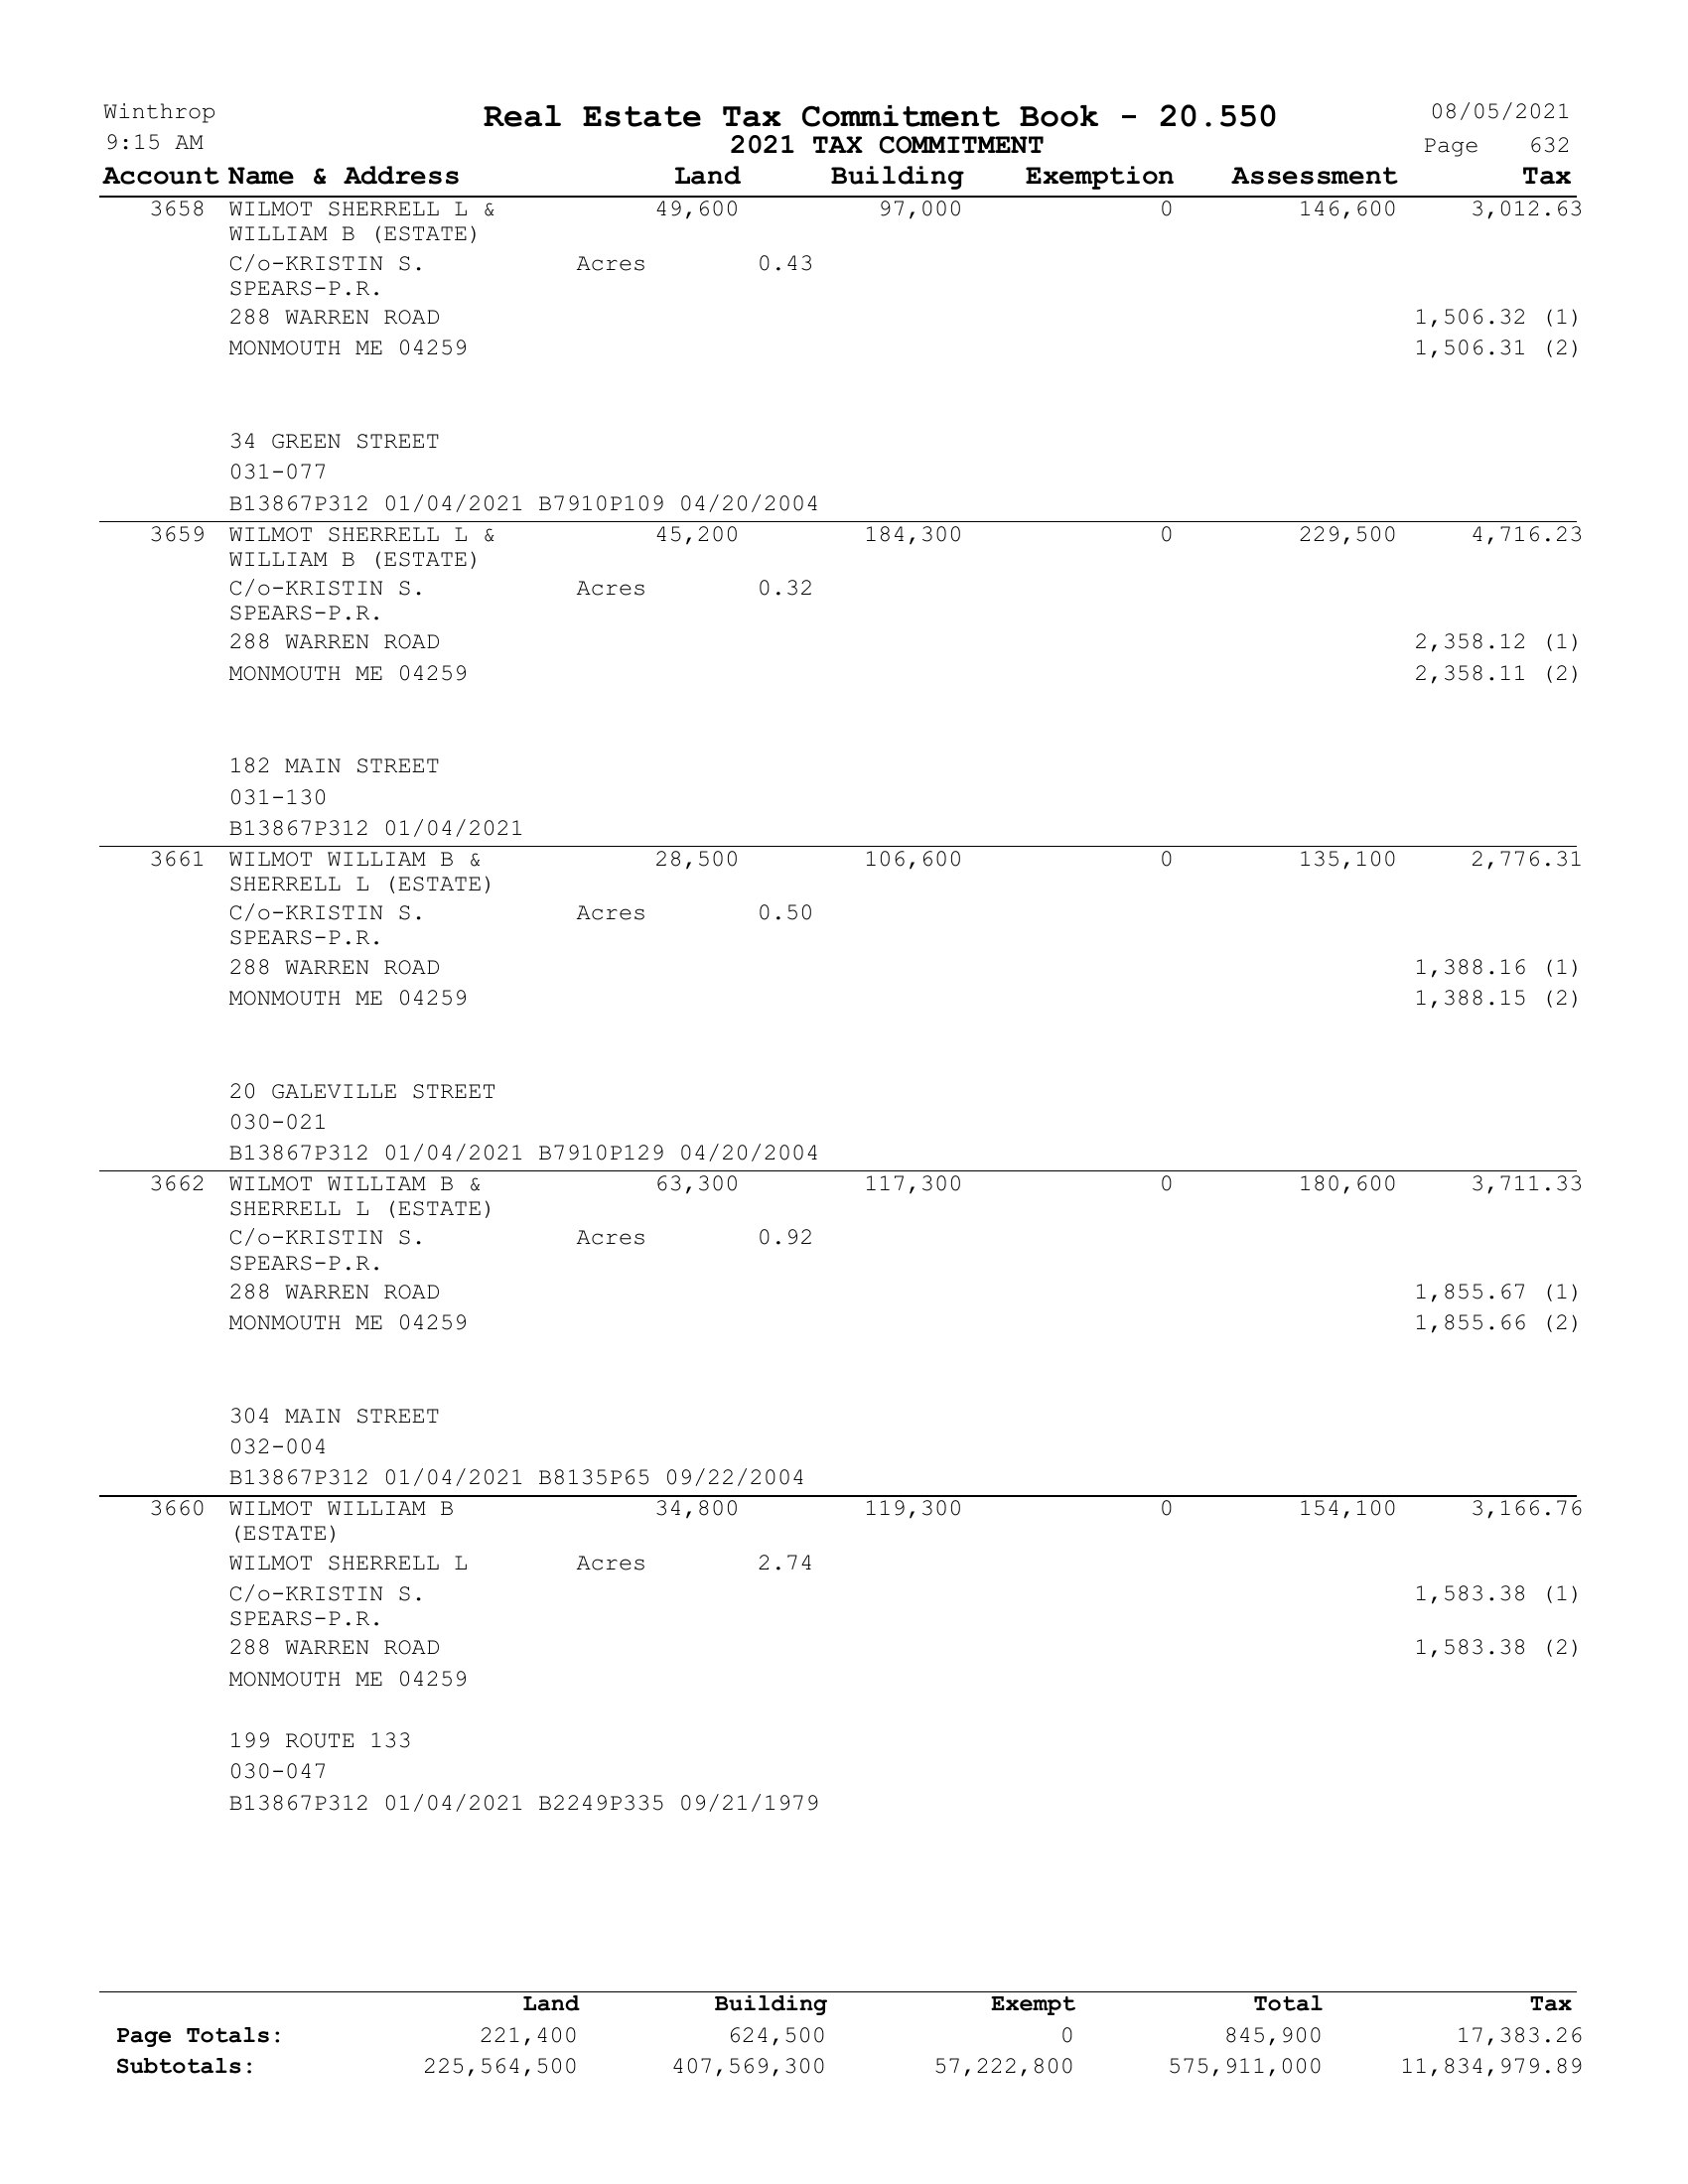 Winthrop Real Estate Tax Commitment Book - 20.550 08/05/2021
9:15 AM 2021 TAX COMMITMENT Page 632
Account Name & Address Land Building Exemption Assessment Tax
3658 WILMOT SHERRELL L & 49,600 97,000 0 146,600 3,012.63
WILLIAM B (ESTATE)
C/o-KRISTIN S. Acres 0.43
SPEARS-P.R.
288 WARREN ROAD 1,506.32 (1)
MONMOUTH ME 04259 1,506.31 (2)
34 GREEN STREET
031-077
B13867P312 01/04/2021 B7910P109 04/20/2004
3659 WILMOT SHERRELL L & 45,200 184,300 0 229,500 4,716.23
WILLIAM B (ESTATE)
C/o-KRISTIN S. Acres 0.32
SPEARS-P.R.
288 WARREN ROAD 2,358.12 (1)
MONMOUTH ME 04259 2,358.11 (2)
182 MAIN STREET
031-130
B13867P312 01/04/2021
3661 WILMOT WILLIAM B & 28,500 106,600 0 135,100 2,776.31
SHERRELL L (ESTATE)
C/o-KRISTIN S. Acres 0.50
SPEARS-P.R.
288 WARREN ROAD 1,388.16 (1)
MONMOUTH ME 04259 1,388.15 (2)
20 GALEVILLE STREET
030-021
B13867P312 01/04/2021 B7910P129 04/20/2004
3662 WILMOT WILLIAM B & 63,300 117,300 0 180,600 3,711.33
SHERRELL L (ESTATE)
C/o-KRISTIN S. Acres 0.92
SPEARS-P.R.
288 WARREN ROAD 1,855.67 (1)
MONMOUTH ME 04259 1,855.66 (2)
304 MAIN STREET
032-004
B13867P312 01/04/2021 B8135P65 09/22/2004
3660 WILMOT WILLIAM B 34,800 119,300 0 154,100 3,166.76
(ESTATE)
WILMOT SHERRELL L Acres 2.74
C/o-KRISTIN S. 1,583.38 (1)
SPEARS-P.R.
288 WARREN ROAD 1,583.38 (2)
MONMOUTH ME 04259
199 ROUTE 133
030-047
B13867P312 01/04/2021 B2249P335 09/21/1979
Land Building Exempt Total Tax
Page Totals: 221,400 624,500 0 845,900 17,383.26
Subtotals: 225,564,500 407,569,300 57,222,800 575,911,000 11,834,979.89